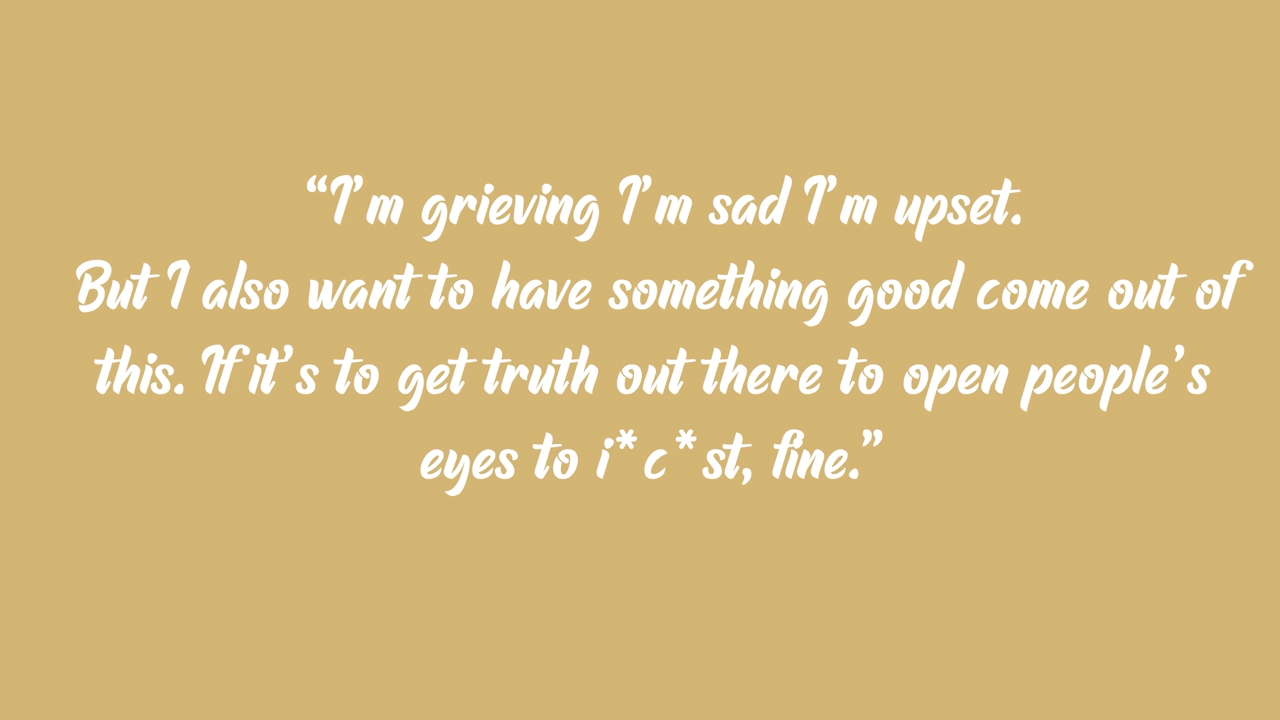 “I’m grieving I’m sad I’m upset.
But I also want to have something good come out of
this. If it’s to get truth out there to open people’s
eyes to i*c*st, fine.”